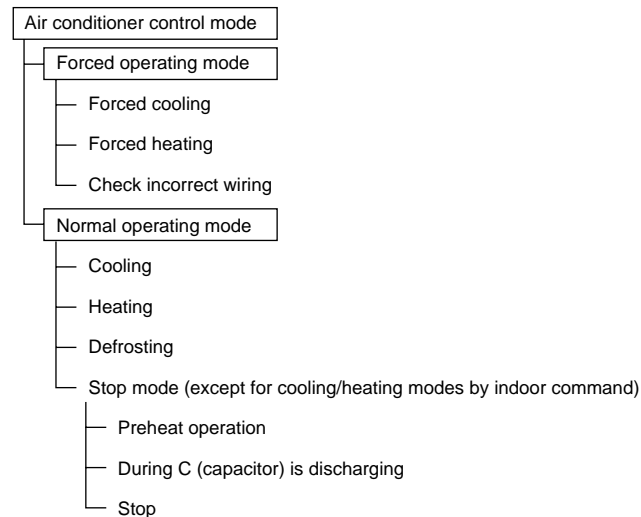 Air conditioner control mode
Forced operating mode
Forced cooling
Forced heating
Check incorrect wiring
Normal operating mode
Cooling
Heating
Defrosting
Stop mode (except for cooling/heating modes by indoor command)
Preheat operation
During C (capacitor) is discharging
Stop